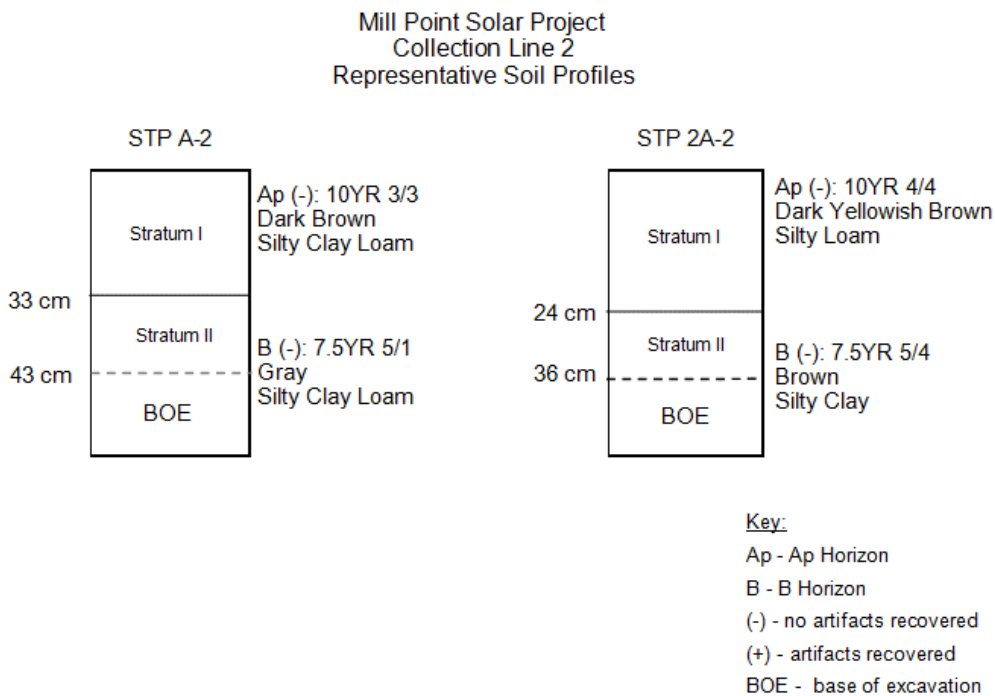 Mill Point Solar Project
Collection Line 2
Representative Soil Profiles
STP A-2
Stratum I
Ap (-): 10YR 3/3
Dark Brown
Silty Clay Loam
33 cm
Stratum II
B (-): 7.5YR 5/1
Gray
Silty Clay Loam
43 cm
BOE
STP 2A-2
Stratum I
Ap (-): 10YR 4/4
Dark Yellowish Brown
Silty Loam
24 cm
Stratum II
B (-): 7.5YR 5/4
Brown
Silty Clay
36 cm
BOE
Key:
Ap - Ap Horizon
B - B Horizon
(-) - no artifacts recovered
(+) - artifacts recovered
BOE - base of excavation